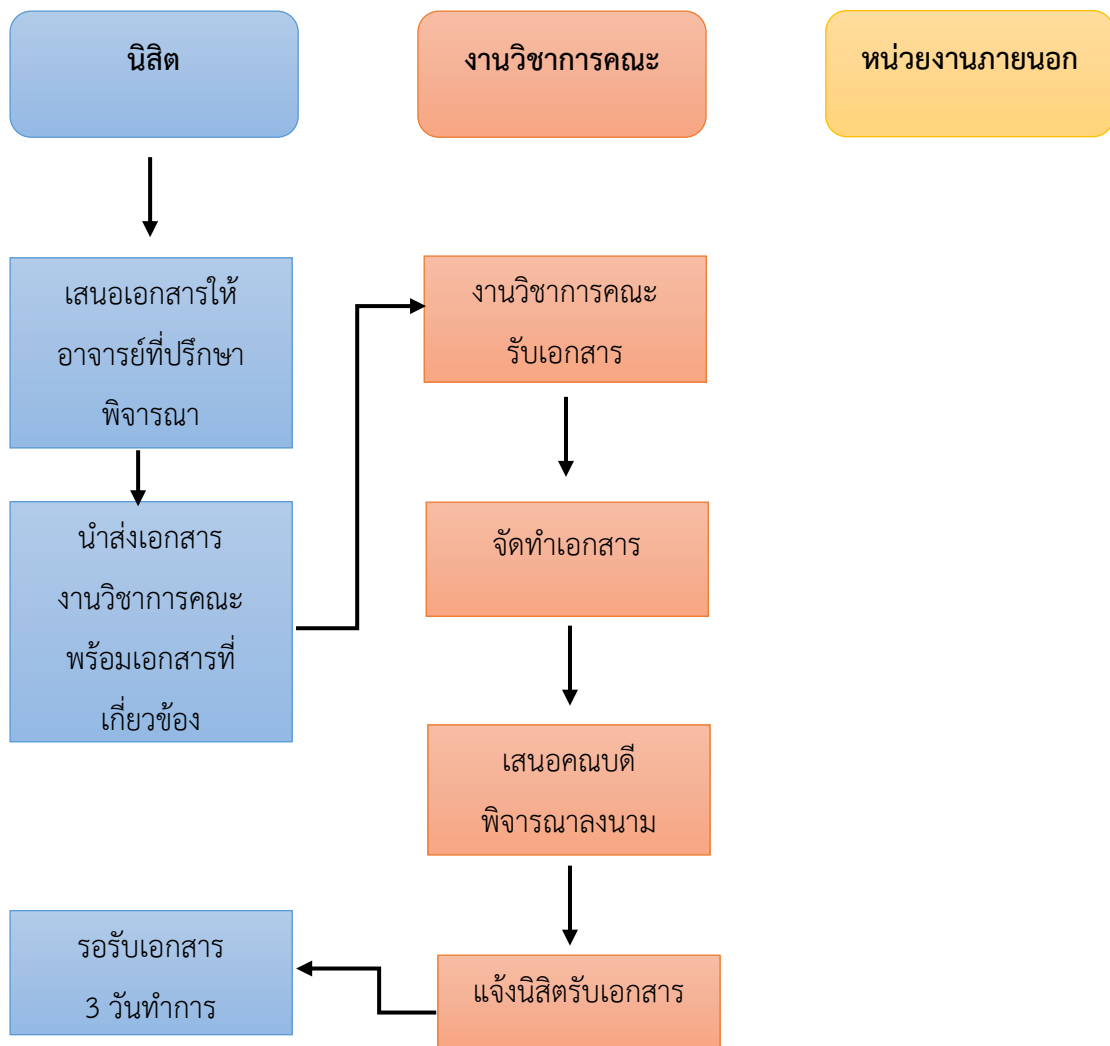 นิสิต
งานวิชาการคณะ
หน่วยงานภายนอก
เสนอเอกสารให้
อาจารย์ที่ปรึกษา
พิจารณา
นำส่งเอกสาร
งานวิชาการคณะ
พร้อมเอกสารที่
เกี่ยวข้อง
งานวิชาการคณะ
รับเอกสาร
จัดทำเอกสาร
เสนอคณบดี
พิจารณาลงนาม
แจ้งนิสิตรับเอกสาร
รอรับเอกสาร
3 วันทำการ